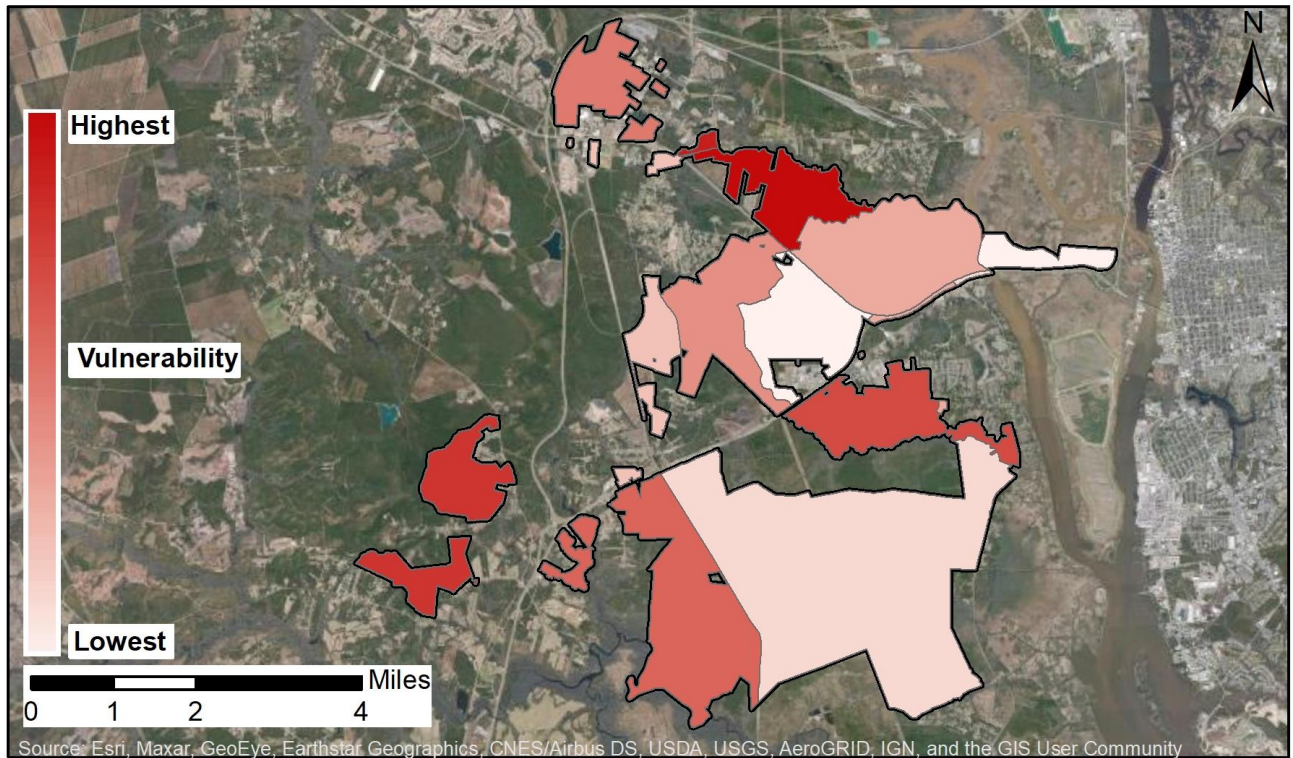 N
Highest
Vulnerability
Lowest
Miles
0 1 2 4
Source: Esri, Maxar, GeoEye, Earthstar Geographics, CNES/Airbus DS, USDA, USGS, AeroGRID, IGN, and the GIS User Community